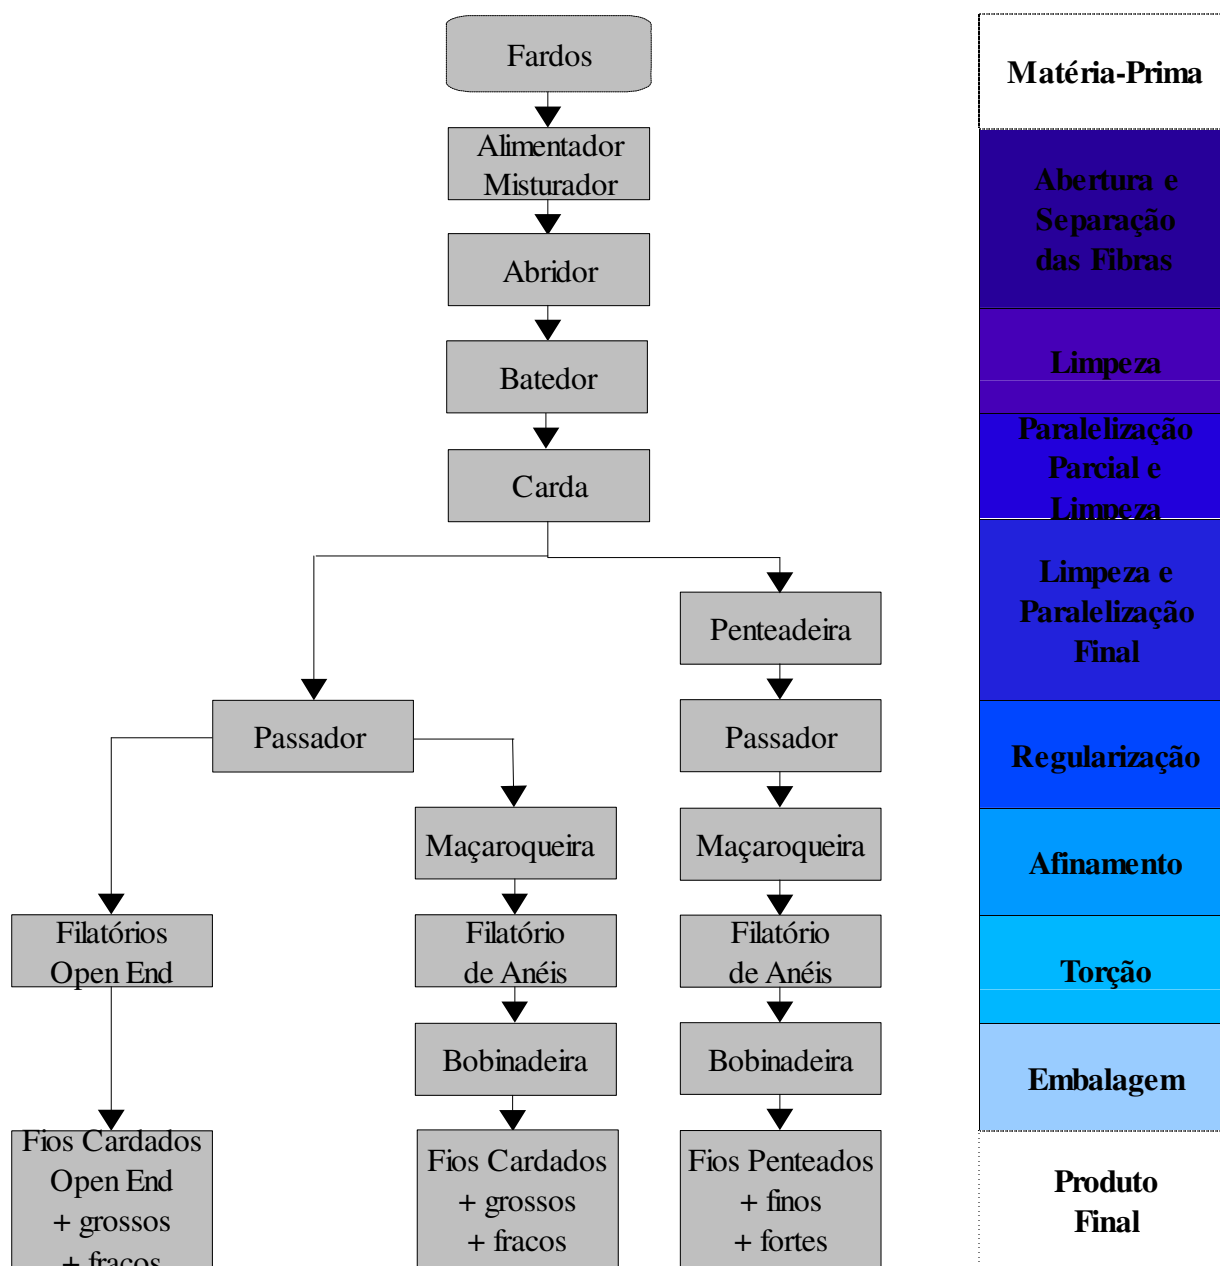 Fardos
Matéria-Prima
Alimentador
Misturador
Abertura e
Separação
das Fibras
Abridor
Batedor
Limpeza
Carda
Paralelização
Parcial e
Limpeza
Penteadeira
Limpeza e
Paralelização
Final
Passador
Passador
Regularização
Maçaroqueira
Maçaroqueira
Afinamento
Filatórios
Open End
Filatório
de Anéis
Filatório
de Anéis
Torção
Bobinadeira
Bobinadeira
Embalagem
Fios Cardados
Open End
+ grossos
+ fracos
Fios Cardados
+ grossos
+ fracos
Fios Penteados
+ finos
+ fortes
Produto
Final